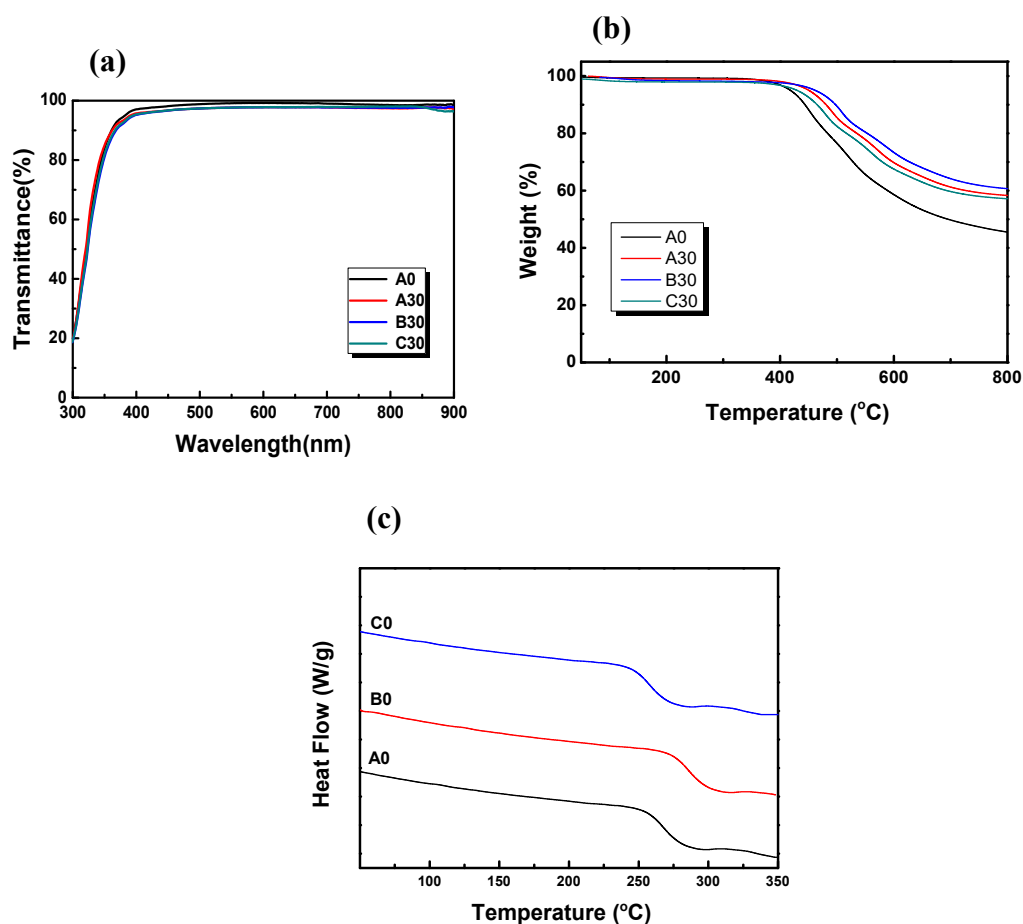 (a)
Transmittance(%)
100
80
60
40
20
0
300 400 500 600 700 800 900
Wavelength(nm)
A0
A30
B30
C30
(b)
Weight (%)
100
80
60
40
20
0
200 400 600 800
Temperature (°C)
A0
A30
B30
C30
(c)
Heat Flow (W/g)
C0
B0
A0
100 150 200 250 300 350
Temperature (°C)